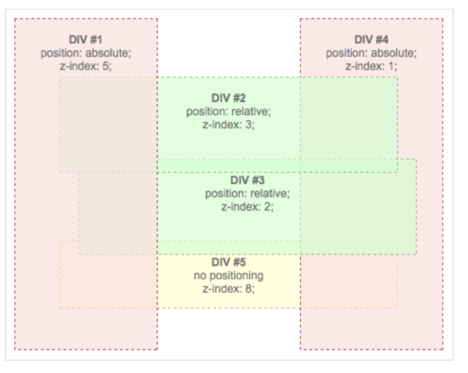 DIV #1
position: absolute;
z-index: 5;
DIV #4
position: absolute;
z-index: 1;
DIV #2
position: relative;
z-index: 3;
DIV #3
position: relative;
z-index: 2;
DIV #5
no positioning
z-index: 8;